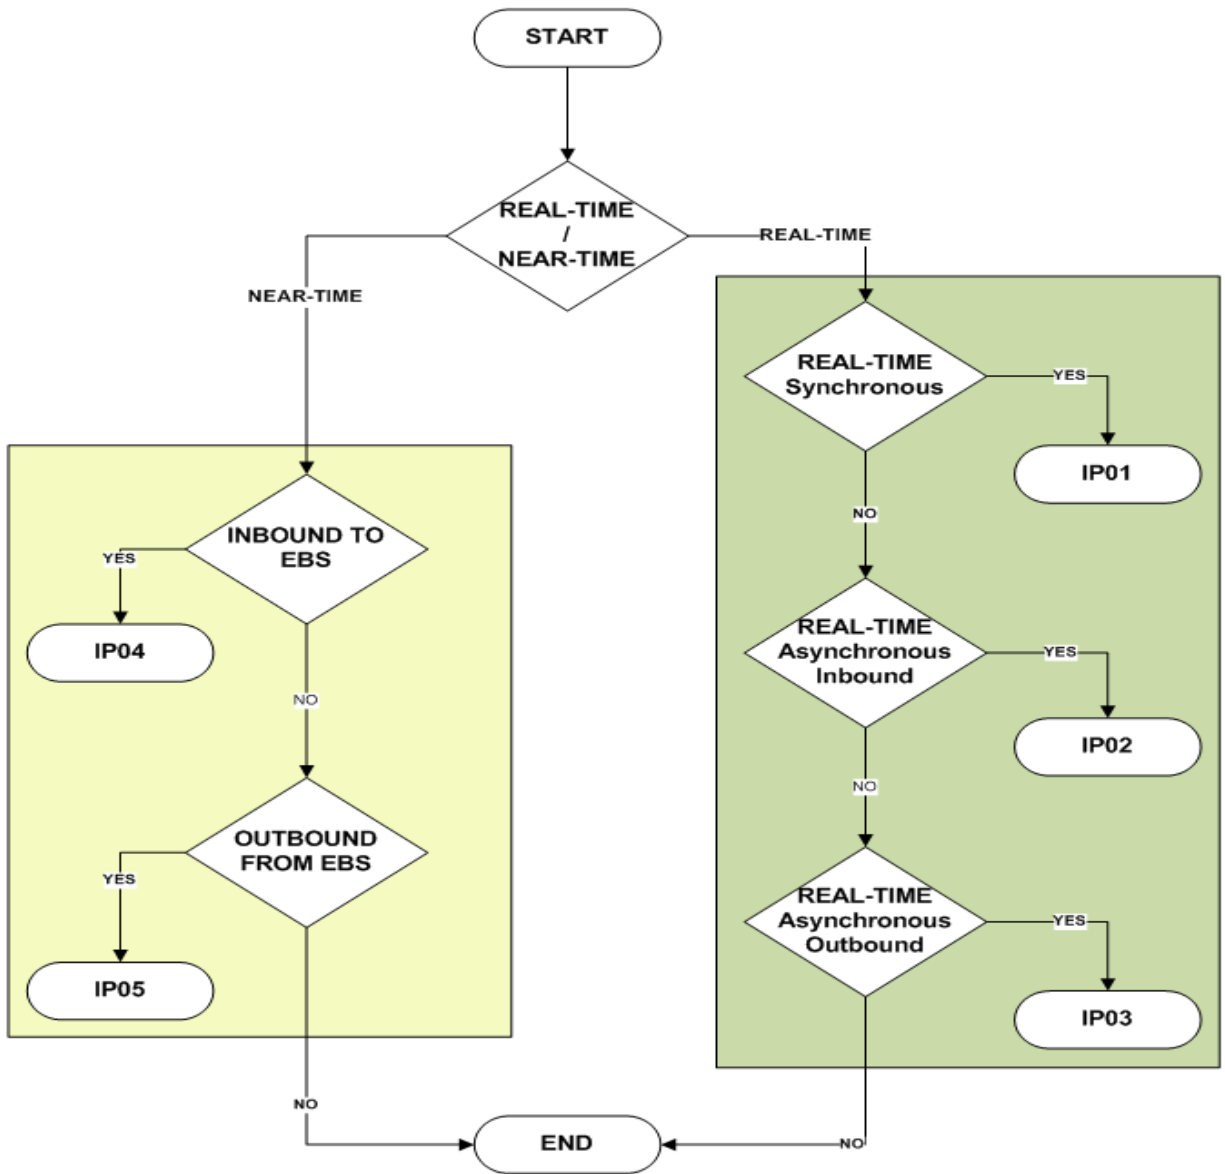 START
REAL-TIME
/
NEAR-TIME
REAL-TIME
NEAR-TIME
REAL-TIME
Synchronous
YES
IP01
NO
INBOUND TO
EBS
YES
IP04
NO
REAL-TIME
Asynchronous
Inbound
YES
IP02
NO
OUTBOUND
FROM EBS
YES
IP05
NO
REAL-TIME
Asynchronous
Outbound
YES
IP03
NO
END